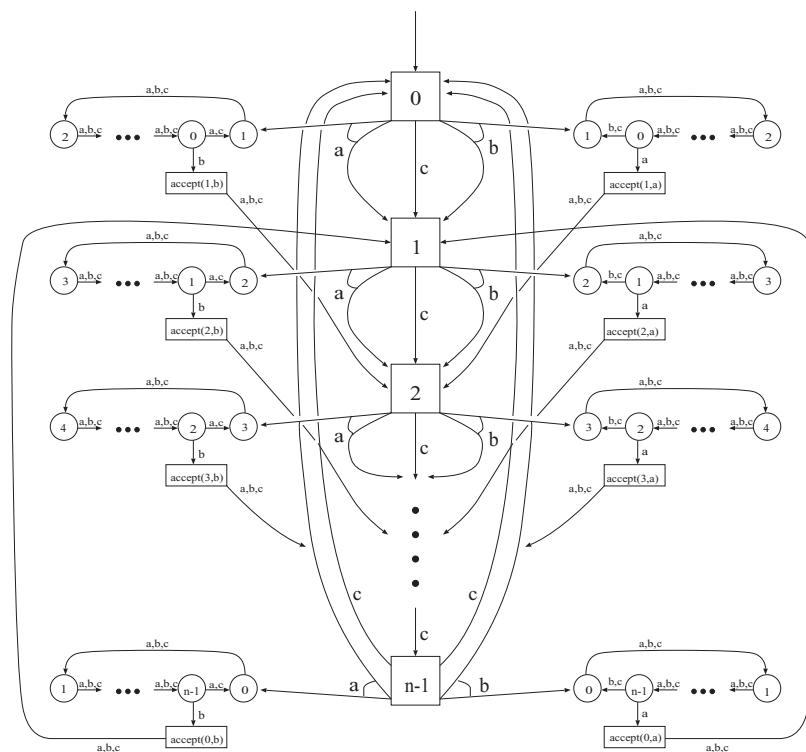 0
a,b,c a,b,c
2 a,b,c ••• a,b,c 0 a,c 1 1 b,c 0 a,b,c ••• a,b,c 2
a b
b a
c
accept(1,b) accept(1,a)
a,b,c a,b,c
1
a,b,c a,b,c
3 a,b,c ••• a,b,c 1 a,c 2 2 b,c 1 a,b,c ••• a,b,c 3
a b
b a
c
accept(2,b) accept(2,a)
a,b,c a,b,c
2
a,b,c a,b,c
4 a,b,c ••• a,b,c 2 a,c 3 3 b,c 2 a,b,c ••• a,b,c 4
a b
b c a
accept(3,b) accept(3,a)
a,b,c a,b,c
c c
c
a,b,c a,b,c
n-1
1 a,b,c ••• a,b,c n-1 a,c 0 a b 0 b,c n-1 a,b,c ••• a,b,c 1
b a
accept(0,b) accept(0,a)
a,b,c a,b,c